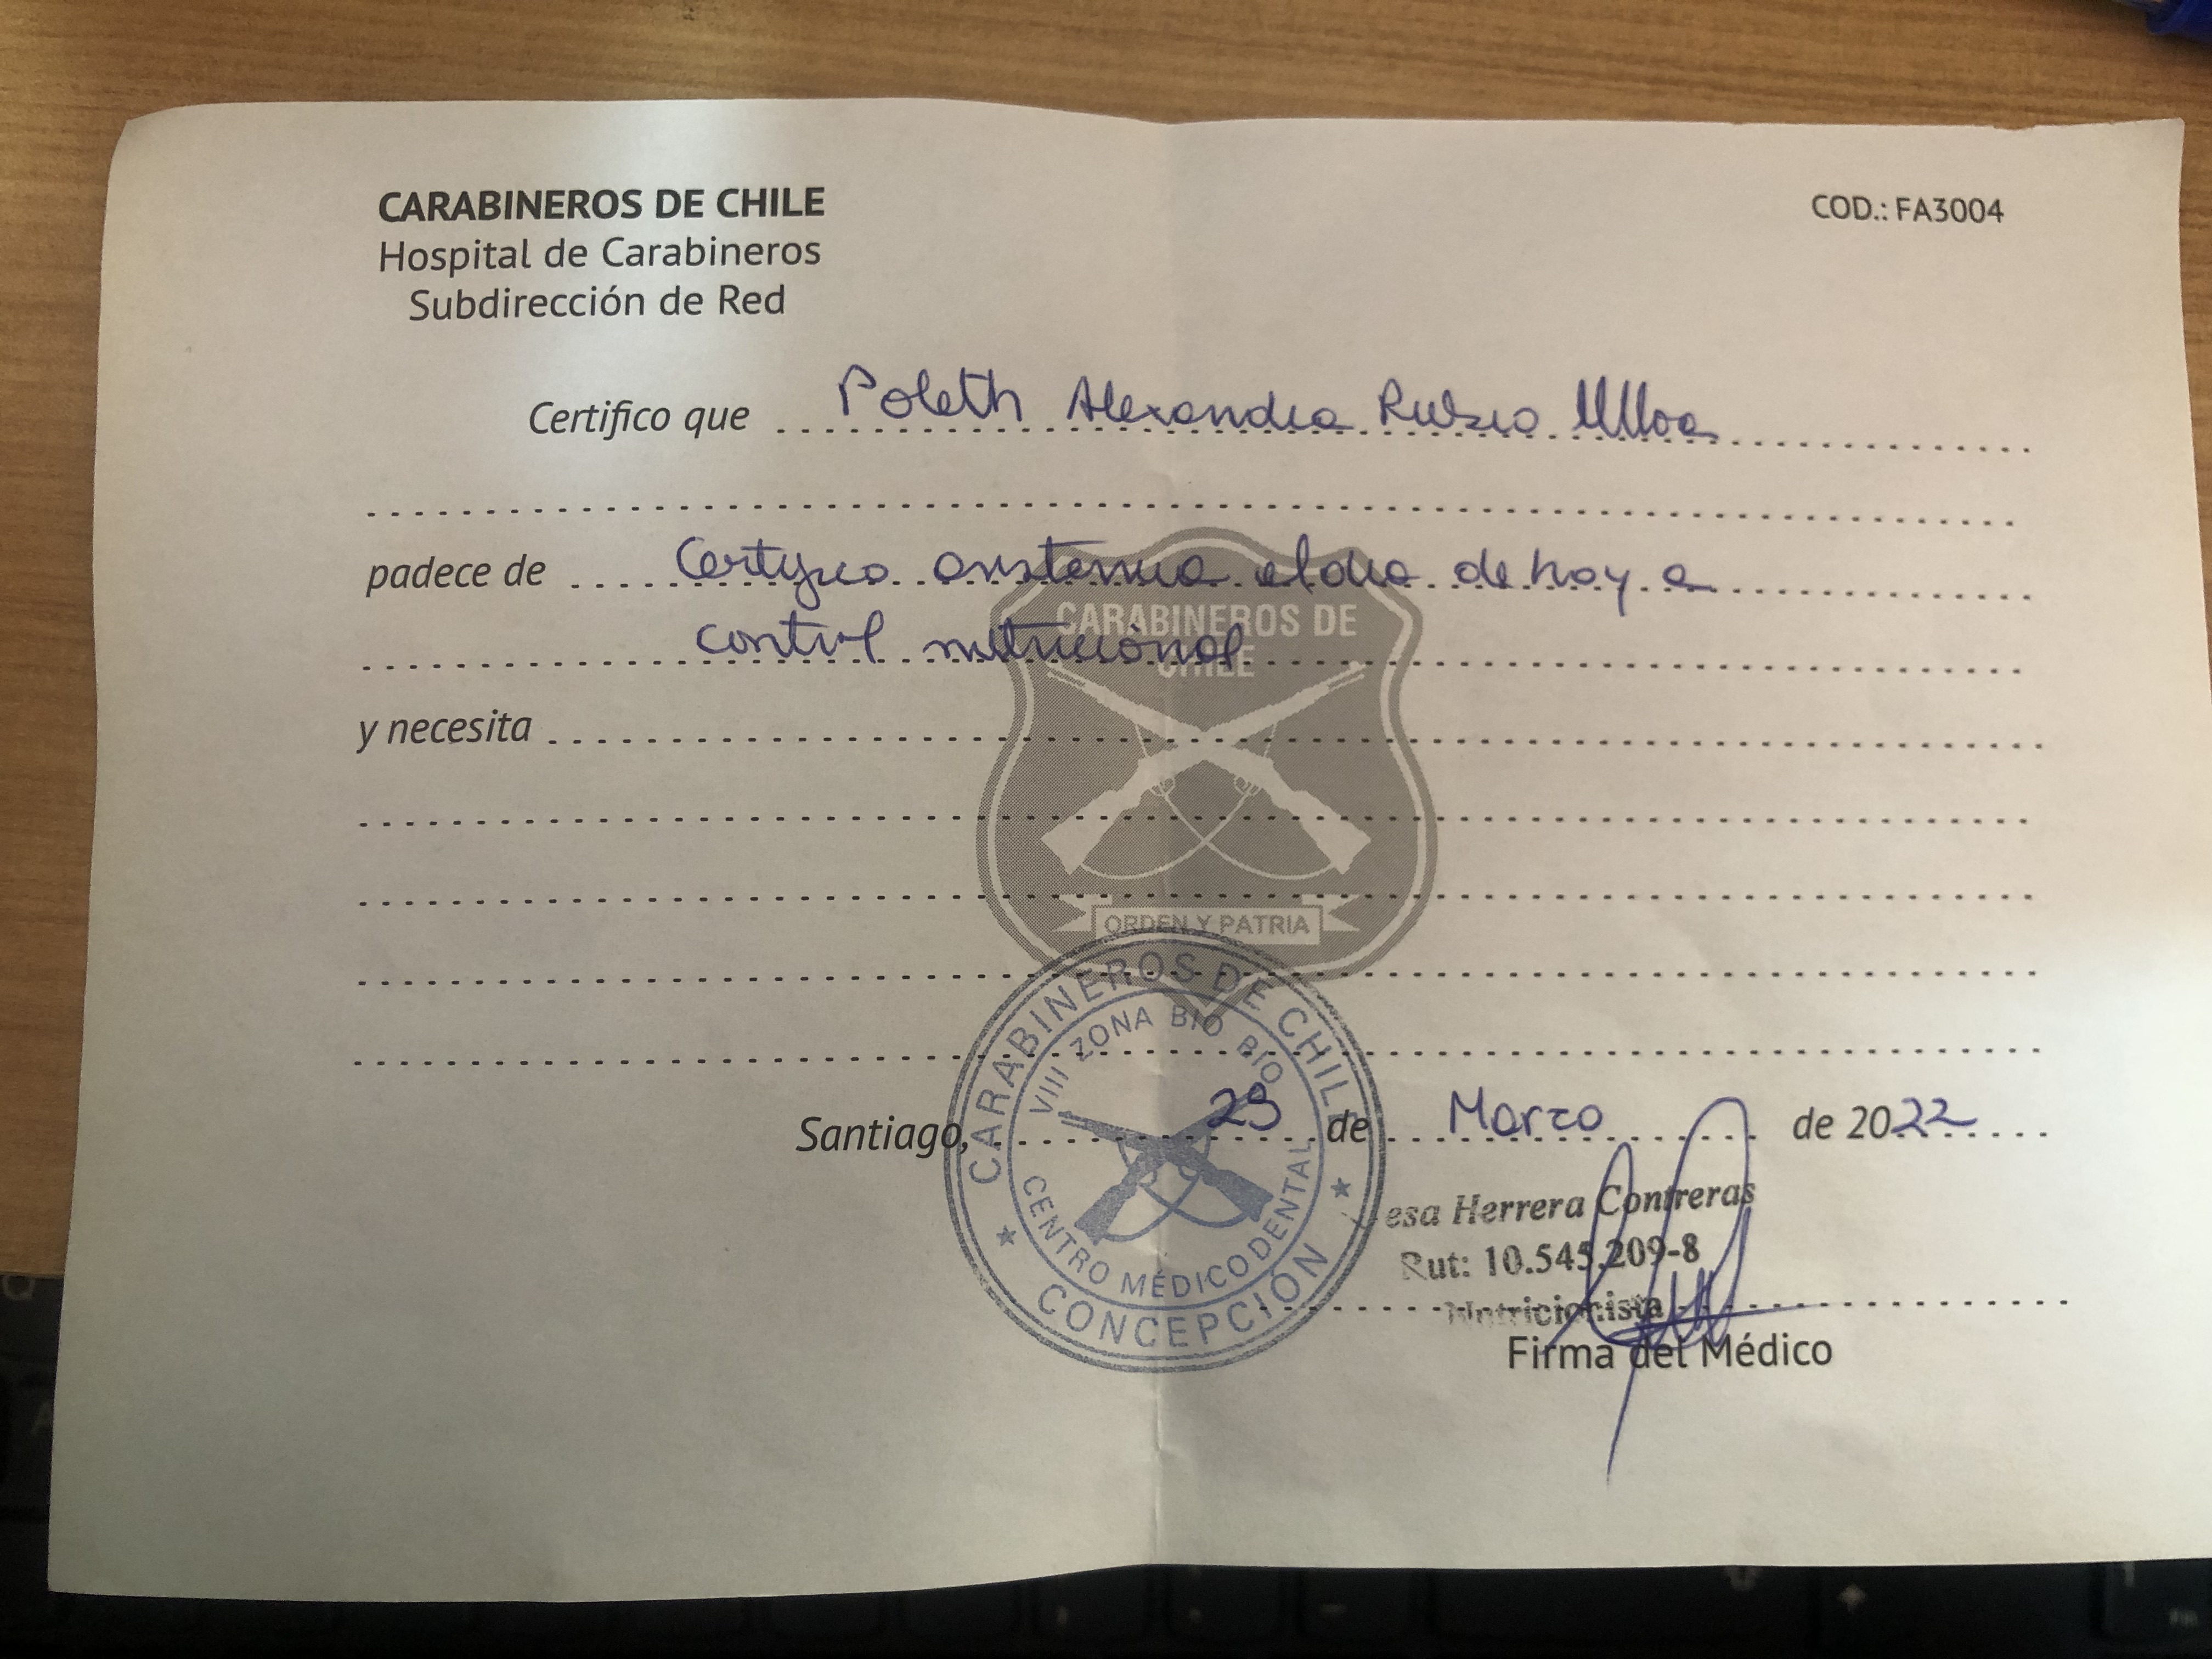 CARABINEROS DE CHILE
Hospital de Carabineros
Subdirección de Red
COD.: FA3004
Certifico que Poleth Alexandra Rubio Ulloa
padece de Certifico asistencia el dia de hoy a
control nutricional
y necesita
CARABINEROS DE
CHILE
ORDEN Y PATRIA
CARABINEROS DE CHILE
VIII ZONA BIO BIO
CENTRO MÉDICO DENTAL
CONCEPCIÓN
Santiago, 29 de Marzo de 2022
esa Herrera Contreras
Rut: 10.545.209-8
Nutricionista
Firma del Médico